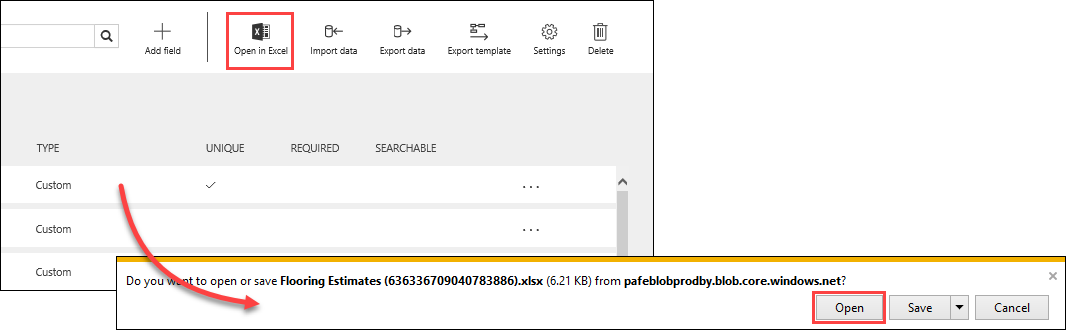 Add field Open in Excel Import data Export data Export template Settings Delete
TYPE UNIQUE REQUIRED SEARCHABLE
Custom
Custom
Custom
Do you want to open or save Flooring Estimates (636336709040783886).xlsx (6.21 KB) from pafeblobprodby.blob.core.windows.net?
Open Save Cancel